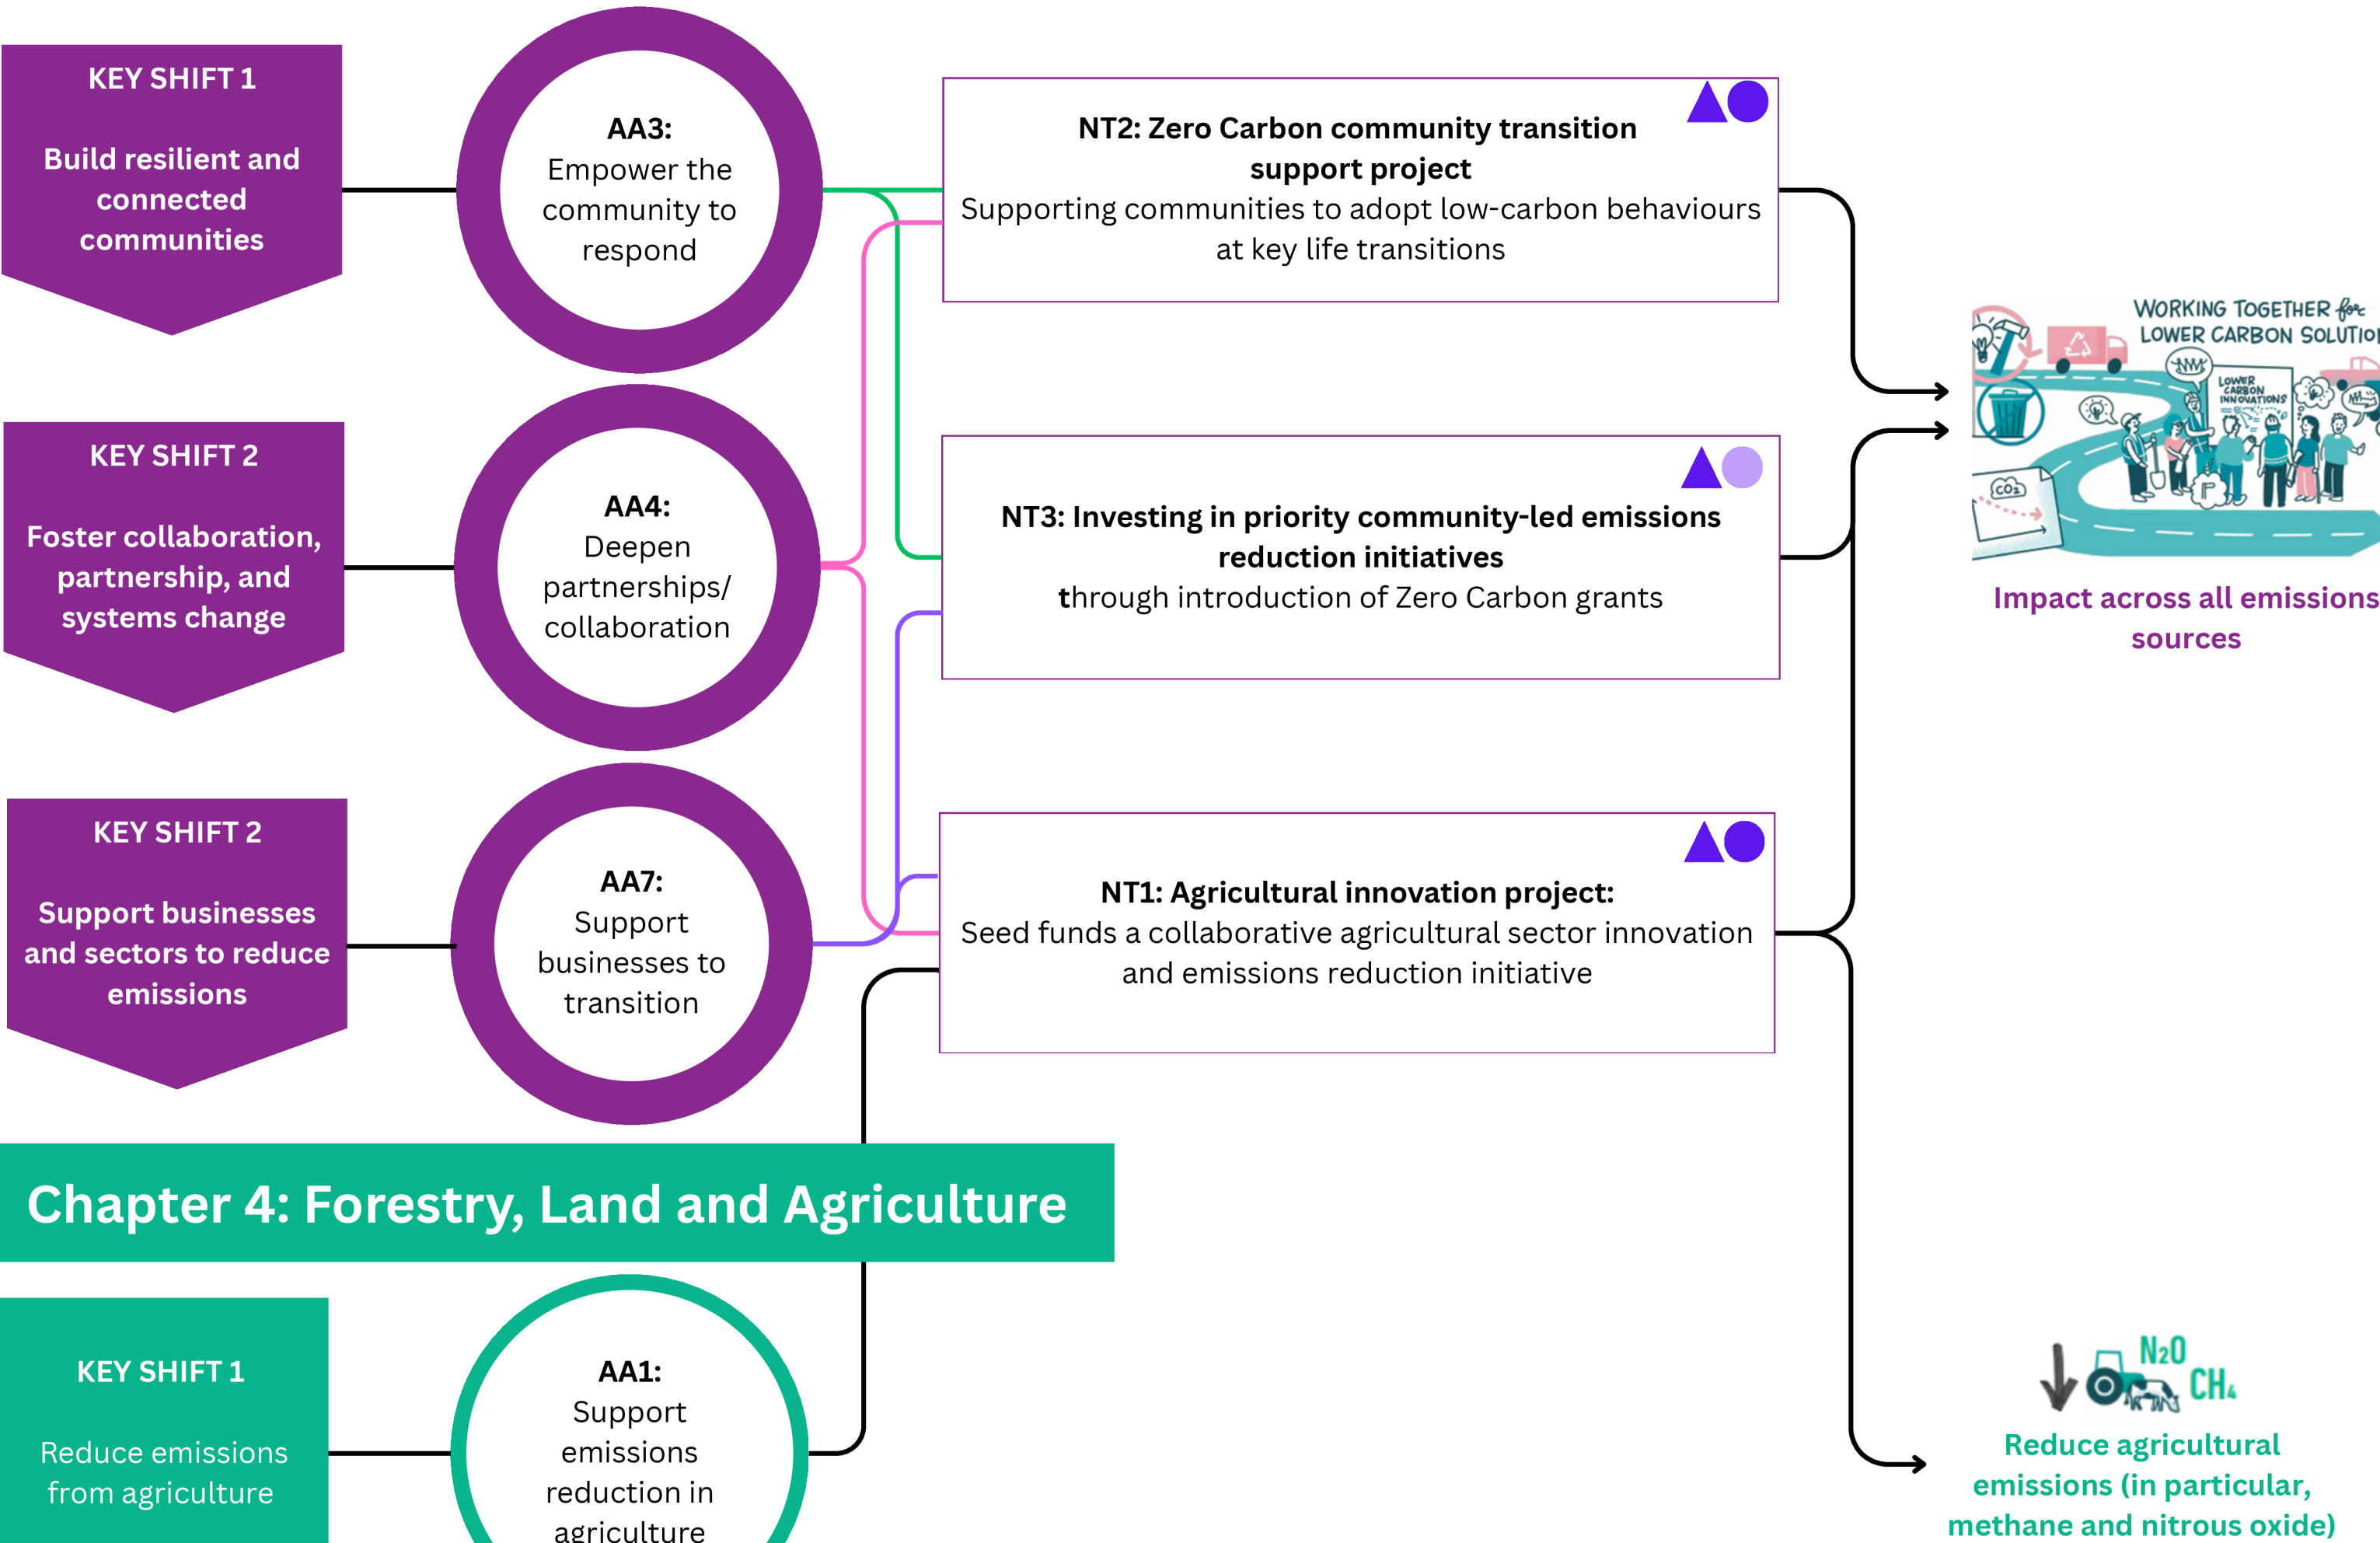 KEY SHIFT 1
Build resilient and
connected
communities
AA3:
Empower the
community to
respond
NT2: Zero Carbon community transition
support project
Supporting communities to adopt low-carbon behaviours
at key life transitions
KEY SHIFT 2
Foster collaboration,
partnership, and
systems change
AA4:
Deepen
partnerships/
collaboration
NT3: Investing in priority community-led emissions
reduction initiatives
through introduction of Zero Carbon grants
WORKING TOGETHER for
LOWER CARBON SOLUTIO
LOWER
CARBON
INNOVATIONS
CO2
Impact across all emissions
sources
KEY SHIFT 2
Support businesses
and sectors to reduce
emissions
AA7:
Support
businesses to
transition
NT1: Agricultural innovation project:
Seed funds a collaborative agricultural sector innovation
and emissions reduction initiative
Chapter 4: Forestry, Land and Agriculture
KEY SHIFT 1
Reduce emissions
from agriculture
AA1:
Support
emissions
reduction in
agriculture
N2O
CH4
Reduce agricultural
emissions (in particular,
methane and nitrous oxide)